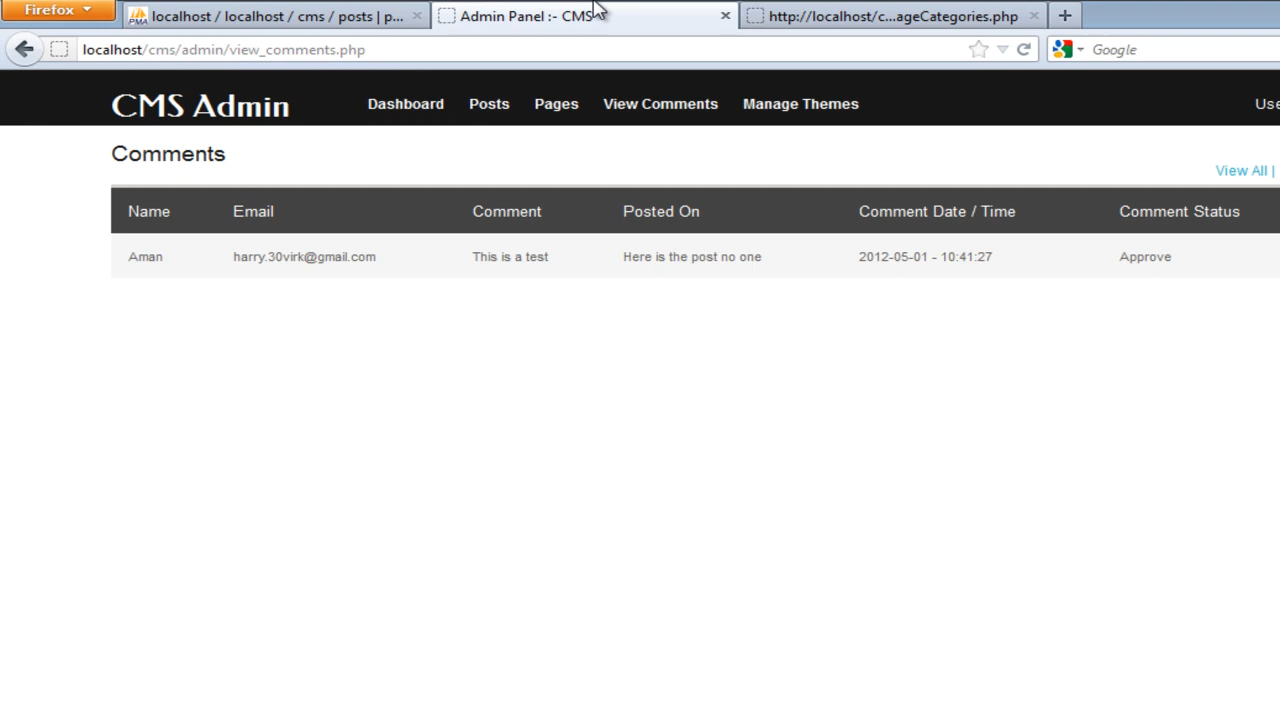 Firefox
localhost / localhost / cms / posts | p...
Admin Panel :- CMS
http://localhost/c...ageCategories.php
localhost/cms/admin/view_comments.php
Google
CMS Admin
Dashboard Posts Pages View Comments Manage Themes
Comments
View All |
Name Email Comment Posted On Comment Date / Time Comment Status
Aman harry.30virk@gmail.com This is a test Here is the post no one 2012-05-01 - 10:41:27 Approve